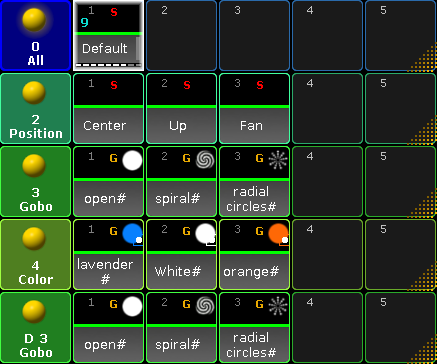 0
All
1 S
9
Default
2
3
4
5
2
Position
1 S
Center
2 S
Up
3 S
Fan
4
5
3
Gobo
1 G
open#
2 G
spiral#
3 G
radial
circles#
4
5
4
Color
1 G
lavender
#
2 G
White#
3 G
orange#
4
5
D 3
Gobo
1 G
open#
2 G
spiral#
3 G
radial
circles#
4
5